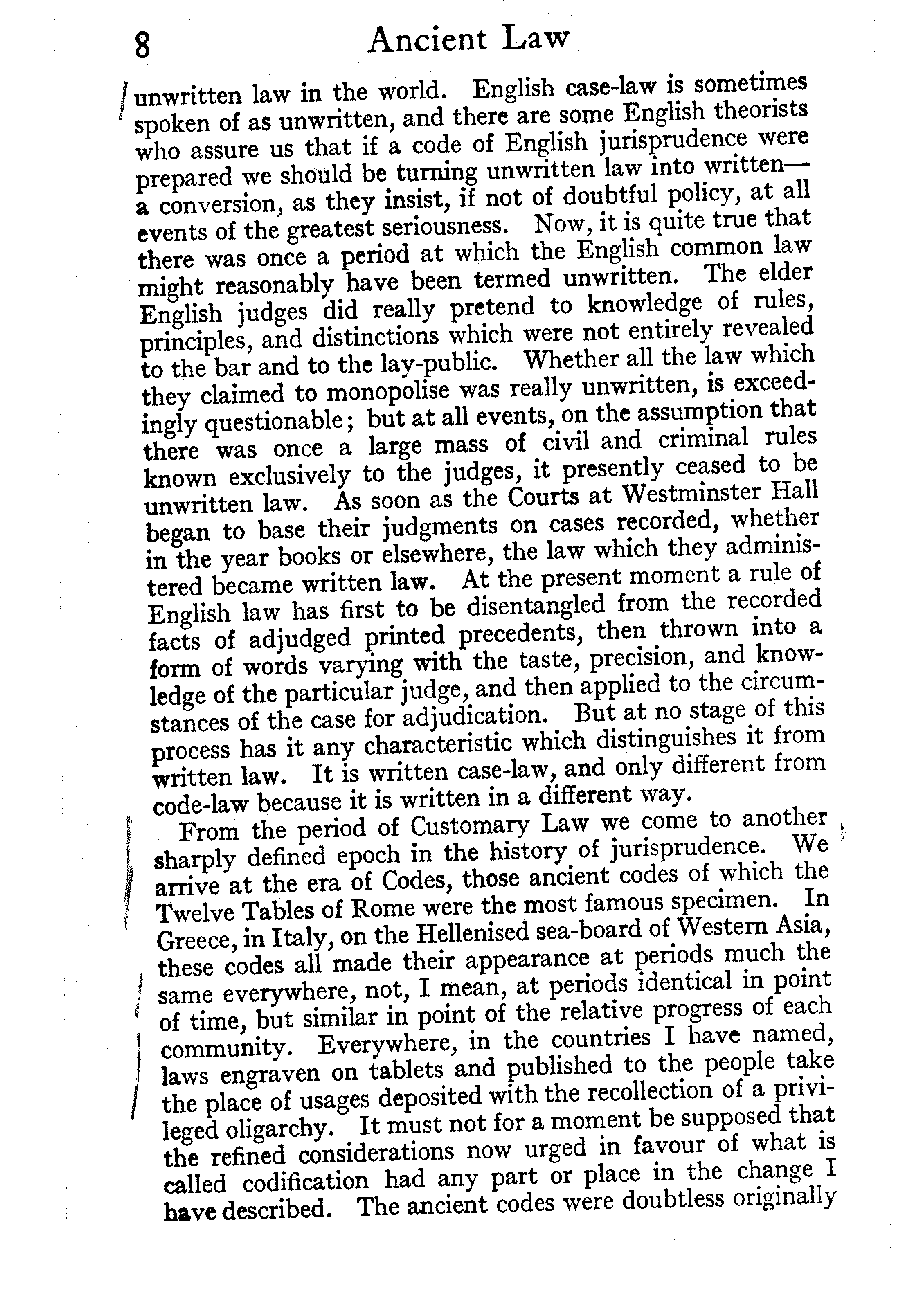 8 Ancient Law
unwritten law in the world. English case-law is sometimes
spoken of as unwritten, and there are some English theorists
who assure us that if a code of English jurisprudence were
prepared we should be turning unwritten law into written—
a conversion, as they insist, if not of doubtful policy, at all
events of the greatest seriousness. Now, it is quite true that
there was once a period at which the English common law
might reasonably have been termed unwritten. The elder
English judges did really pretend to knowledge of rules,
principles, and distinctions which were not entirely revealed
to the bar and to the lay-public. Whether all the law which
they claimed to monopolise was really unwritten, is exceed-
ingly questionable; but at all events, on the assumption that
there was once a large mass of civil and criminal rules
known exclusively to the judges, it presently ceased to be
unwritten law. As soon as the Courts at Westminster Hall
began to base their judgments on cases recorded, whether
in the year books or elsewhere, the law which they adminis-
tered became written law. At the present moment a rule of
English law has first to be disentangled from the recorded
facts of adjudged printed precedents, then thrown into a
form of words varying with the taste, precision, and know-
ledge of the particular judge, and then applied to the circum-
stances of the case for adjudication. But at no stage of this
process has it any characteristic which distinguishes it from
written law. It is written case-law, and only different from
code-law because it is written in a different way.
From the period of Customary Law we come to another
sharply defined epoch in the history of jurisprudence. We
arrive at the era of Codes, those ancient codes of which the
Twelve Tables of Rome were the most famous specimen. In
Greece, in Italy, on the Hellenised sea-board of Western Asia,
these codes all made their appearance at periods much the
same everywhere, not, I mean, at periods identical in point
of time, but similar in point of the relative progress of each
community. Everywhere, in the countries I have named,
laws engraven on tablets and published to the people take
the place of usages deposited with the recollection of a privi-
leged oligarchy. It must not for a moment be supposed that
the refined considerations now urged in favour of what is
called codification had any part or place in the change I
have described. The ancient codes were doubtless originally